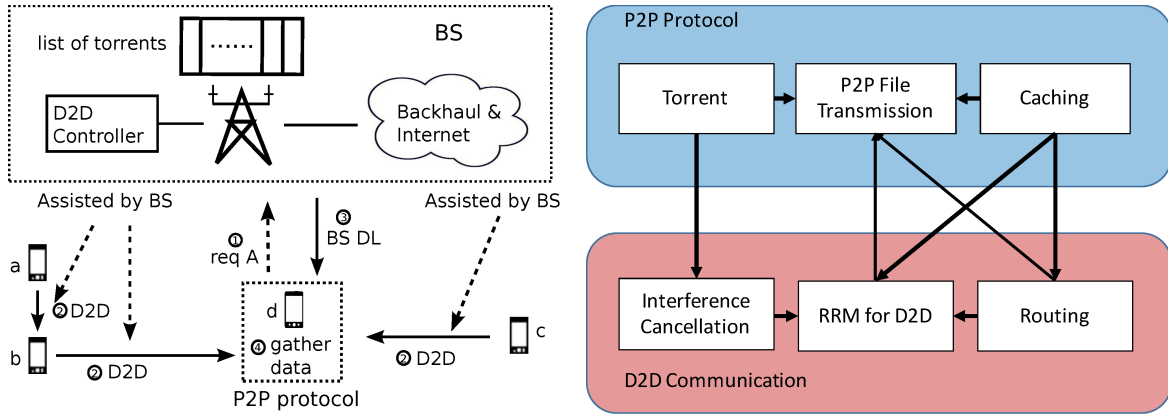 list of torrents
......
BS
D2D
Controller
Backhaul &
Internet
Assisted by BS
Assisted by BS
① req A
③ BS DL
a
② D2D
b
② D2D
d
④ gather
data
② D2D
c
P2P protocol
P2P Protocol
Torrent
P2P File
Transmission
Caching
Interference
Cancellation
RRM for D2D
Routing
D2D Communication